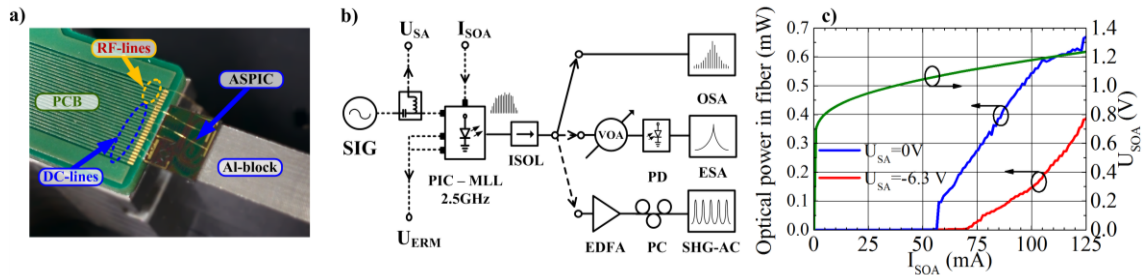 a)
RF-lines
PCB
ASPIC
DC-lines
Al-block
b)
U_SA
I_SOA
SIG
PIC – MLL
2.5GHz
U_ERM
ISOL
VOA
PD
EDFA
PC
OSA
ESA
SHG-AC
c)
Optical power in fiber (mW)
0.7
0.6
0.5
0.4
0.3
0.2
0.1
0.0
U_SA=0V
U_SA=-6.3 V
0
25
50
75
100
125
I_SOA (mA)
1.4
1.2
1.0
0.8
0.6
0.4
0.2
0.0
U_SOA (V)